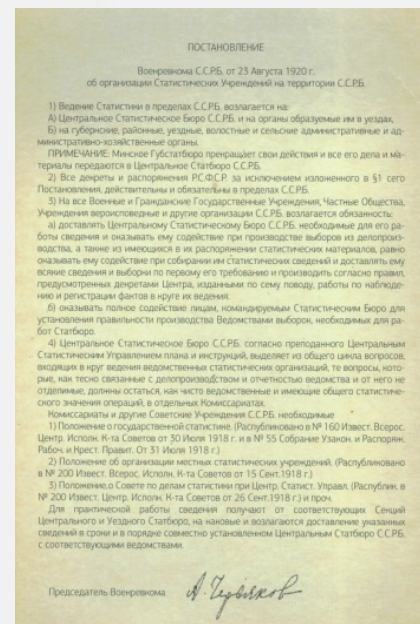 ПОСТАНОВЛЕНИЕ
Военревкома С.С.Р.Б. от 23 Августа 1920 г.
об организации Статистических Учреждений на территории С.С.Р.Б.
1) Ведение Статистики в пределах С.С.Р.Б. возлагается на:
А) Центральное Статистическое Бюро С.С.Р.Б. и на органы образуемые им в уездах,
Б) на губернские, районные, уездные, волостные и сельские административные и ад-
министративно-хозяйственные органы.
ПРИМЕЧАНИЕ: Минское Губстатбюро прекращает свои действия и все его дела и ма-
териалы передаются в Центральное Статбюро С.С.Р.Б.
2) Все декреты и распоряжения Р.С.Ф.С.Р. за исключением изложенного в §1 сего
Постановления, действительны и обязательны в пределах С.С.Р.Б.
3) На все Военные и Гражданские Государственные Учреждения, Частные Общества,
Учреждения вероисповедные и другие организации С.С.Р.Б. возлагается обязанность:
а) доставлять Центральному Статистическому Бюро С.С.Р.Б. необходимые для его ра-
боты сведения и оказывать ему содействие при производстве выборов из делопроиз-
водства, а также из имеющихся в их распоряжении статистических материалов, равно
оказывать ему содействие при собирании им статистических сведений и доставлять ему
всякие сведения и выборки по первому его требованию и производить согласно правил,
предусмотренных декретами Центра, изданными по сему поводу, работы по наблюде-
нию и регистрации фактов в круге их ведения.
б) оказывать полное содействие лицам, командируемым Статистическим Бюро для
установления правильности производства Ведомствами выборок, необходимых для ра-
бот Статбюро.
4) Центральное Статистическое Бюро С.С.Р.Б. согласно преподанного Центральным
Статистическим Управлением плана и инструкций, выделяет из общего цикла вопросов,
входящих в круг ведения ведомственных статистических организаций, те вопросы, кото-
рые, как тесно связанные с делопроизводством и отчетностью ведомства и от него не
отделимые, должны остаться, как чисто ведомственные и имеющие общего статистиче-
ского значения операций, в отдельных Комиссариатах.
Комиссариаты и другие Советские Учреждения С.С.Р.Б. необходимые
1) Положение о государственной статистике. (Распубликовано в № 160 Извест. Всерос.
Центр. Исполн. К-та Советов от 30 Июля 1918 г. и в № 55 Собрание Узакон. и Распоряж.
Рабоч. и Крест. Правит. От 31 Июля 1918 г.)
2) Положение об организации местных статистических учреждений. (Распубликовано
в № 200 Извест. Всерос. Исполн. К-та Советов от 15 Сент.1918 г.)
3) Положение о Совете по делам статистики при Центр. Статист. Управл. (Распублик. в
№ 200 Извест. Центр. Исполн. К-та Советов от 26 Сент.1918 г.) и проч.
Для практической работы сведения получают от соответствующих Секций
Центрального и Уездного Статбюро, на каковые и возлагаются доставление указанных
сведений в сроки и в порядке совместно установленном Центральным Статбюро С.С.Р.Б.
с соответствующими ведомствами.
Председатель Военревкома А. Червяков